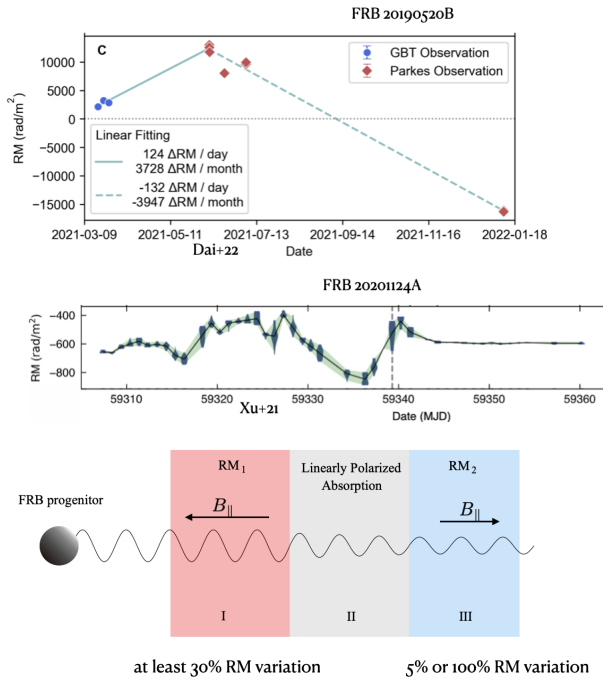 FRB 20190520B
C
GBT Observation
Parkes Observation
RM (rad/m²)
10000
5000
0
−5000
−10000
−15000
Linear Fitting
124 ΔRM / day
3728 ΔRM / month
-132 ΔRM / day
-3947 ΔRM / month
2021-03-09 2021-05-11 2021-07-13 2021-09-14 2021-11-16 2022-01-18
Dai+22
Date
FRB 20201124A
RM (rad/m²)
−400
−600
−800
59310 59320 59330 59340 59350 59360
Xu+21
Date (MJD)
FRB progenitor
RM₁
B||
I
Linearly Polarized
Absorption
II
RM₂
B||
III
at least 30% RM variation
5% or 100% RM variation